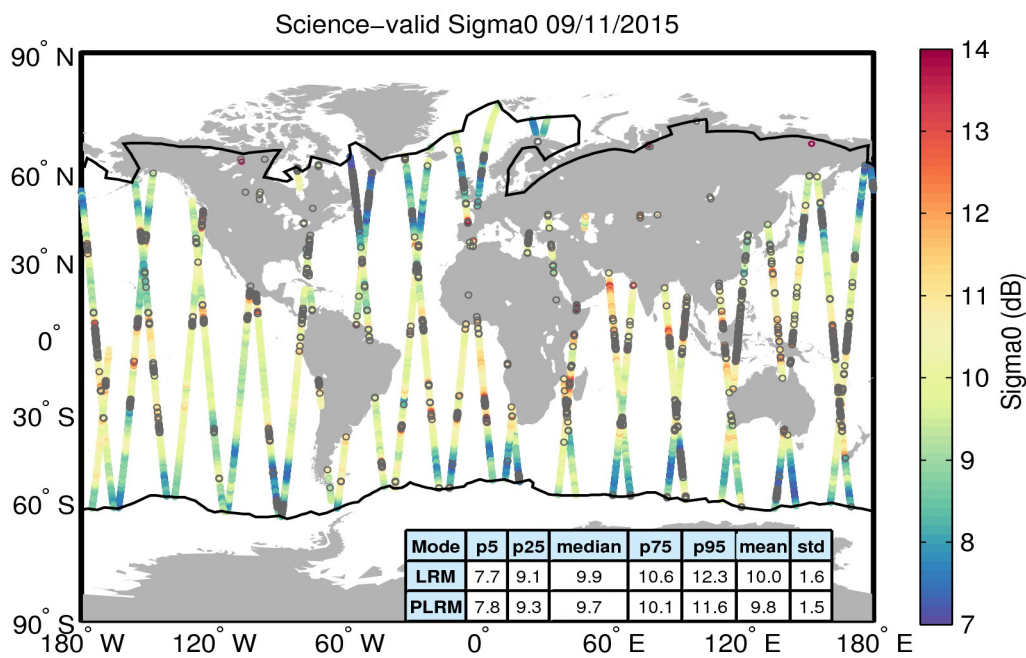 Science−valid Sigma0 09/11/2015
90° N
60° N
30° N
0°
30° S
60° S
90° S
180° W
120° W
60° W
0°
60° E
120° E
180° E
14
13
12
11
10
9
8
7
Sigma0 (dB)
Mode p5 p25 median p75 p95 mean std
LRM 7.7 9.1 9.9 10.6 12.3 10.0 1.6
PLRM 7.8 9.3 9.7 10.1 11.6 9.8 1.5